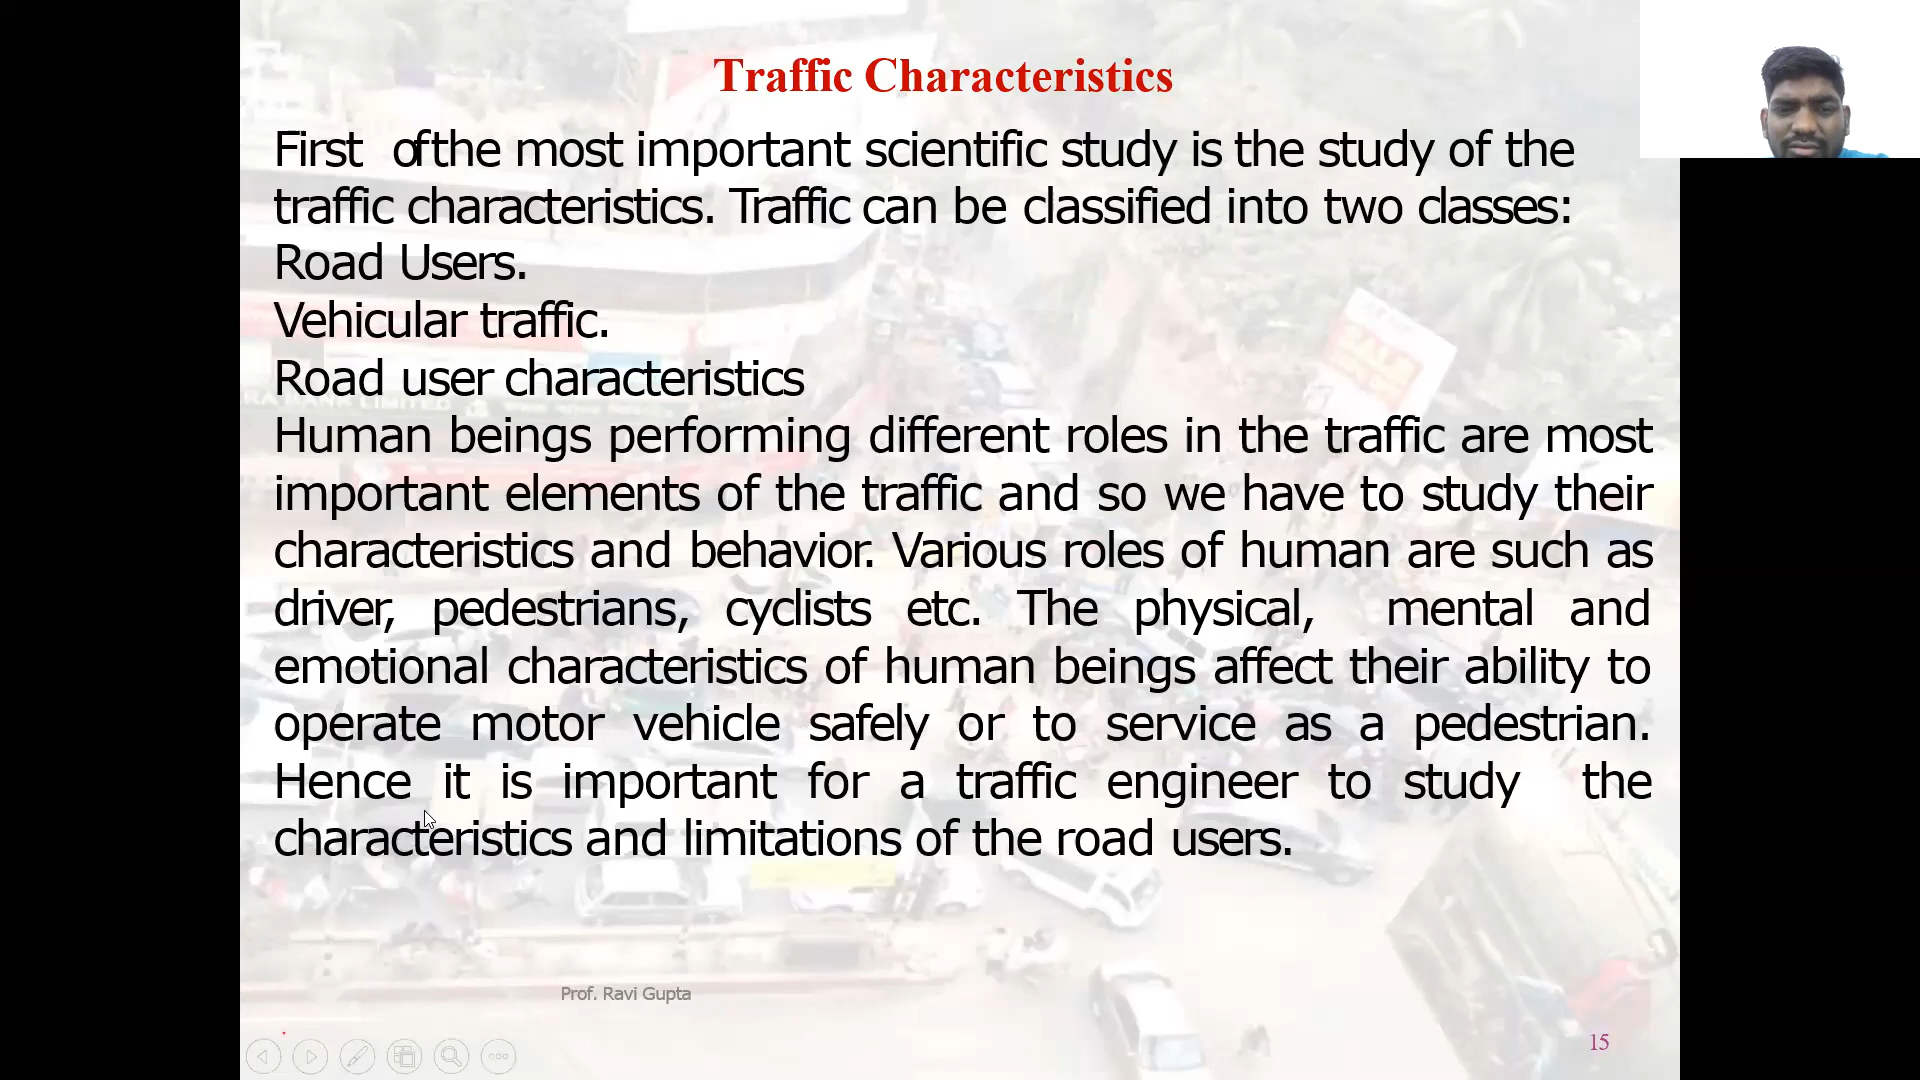 Traffic Characteristics
First of the most important scientific study is the study of the
traffic characteristics. Traffic can be classified into two classes:
Road Users.
Vehicular traffic.
Road user characteristics
Human beings performing different roles in the traffic are most
important elements of the traffic and so we have to study their
characteristics and behavior. Various roles of human are such as
driver, pedestrians, cyclists etc. The physical, mental and
emotional characteristics of human beings affect their ability to
operate motor vehicle safely or to service as a pedestrian.
Hence it is important for a traffic engineer to study the
characteristics and limitations of the road users.
Prof. Ravi Gupta
15